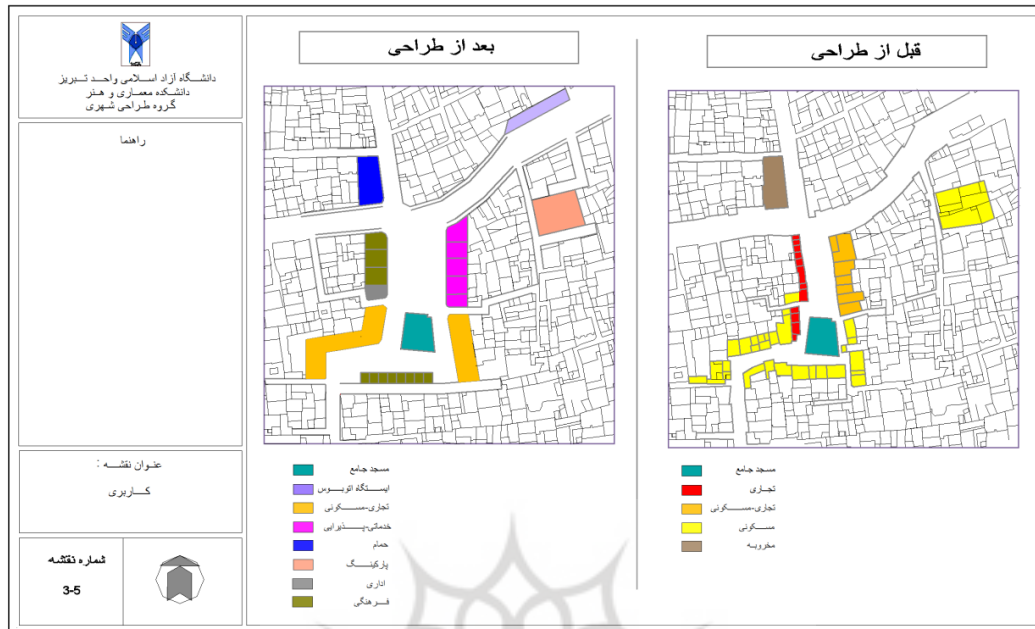 قبل از طراحی
بعد از طراحی
دانشگاه آزاد اسلامی واحد تبریز
دانشکده معماری و هنر
گروه طراحی شهری
راهنما
عنوان نقشه :
کاربری
شماره نقشه
3-5
مسجد جامع
تجاری
تجاری-مسکونی
مسکونی
مخروبه
مسجد جامع
ایستگاه اتوبوس
تجاری-مسکونی
خدماتی-پذیرایی
حمام
پارکینگ
اداری
فرهنگی